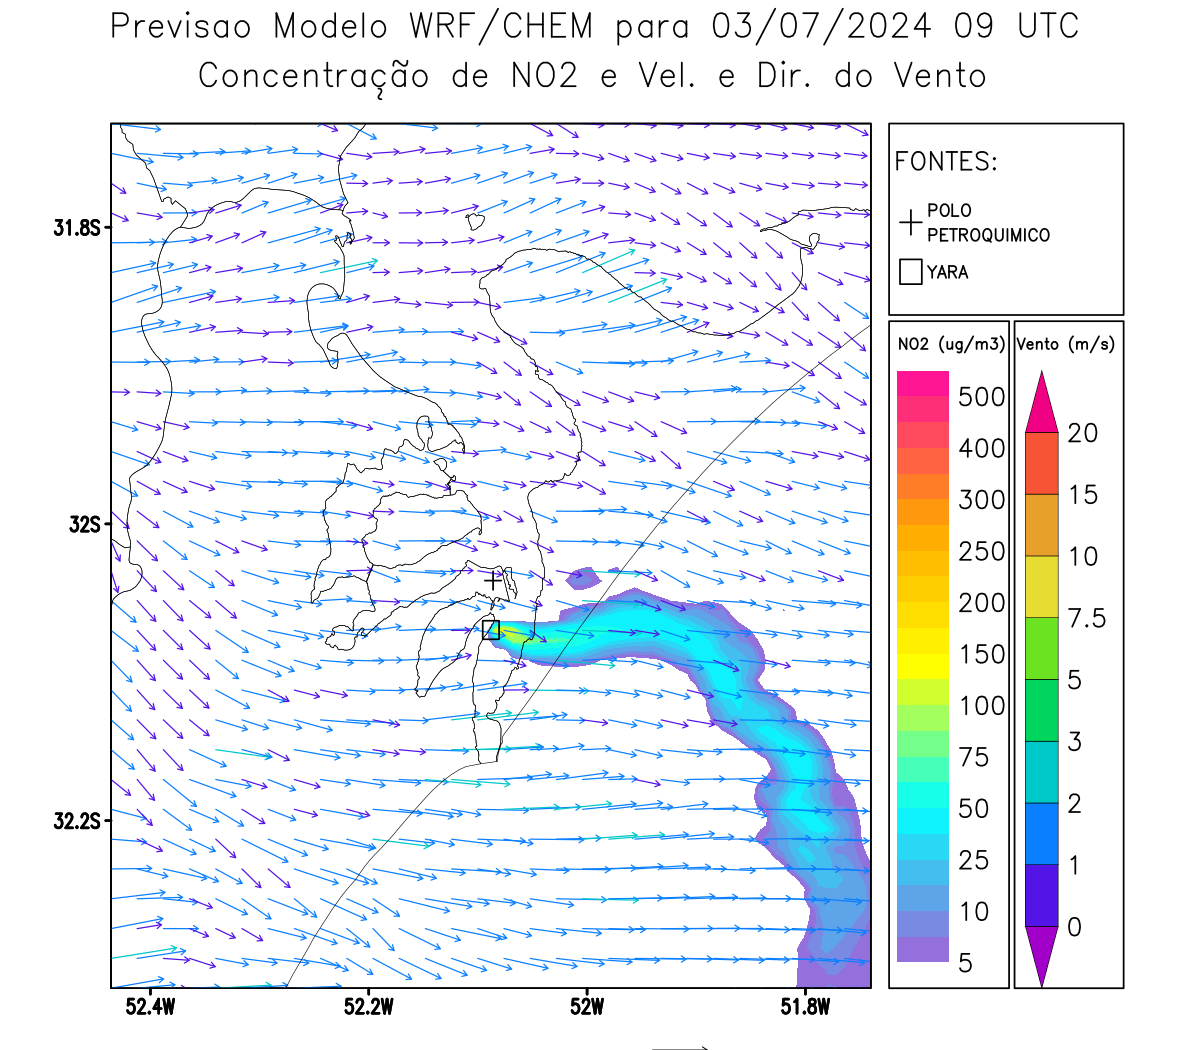 Previsao Modelo WRF/CHEM para 03/07/2024 09 UTC
Concentração de NO2 e Vel. e Dir. do Vento
FONTES:
POLO
PETROQUIMICO
YARA
NO2 (ug/m3)
500
400
300
250
200
150
100
75
50
25
10
5
Vento (m/s)
20
15
10
7.5
5
3
2
1
0
31.8S
32S
32.2S
52.4W
52.2W
52W
51.8W